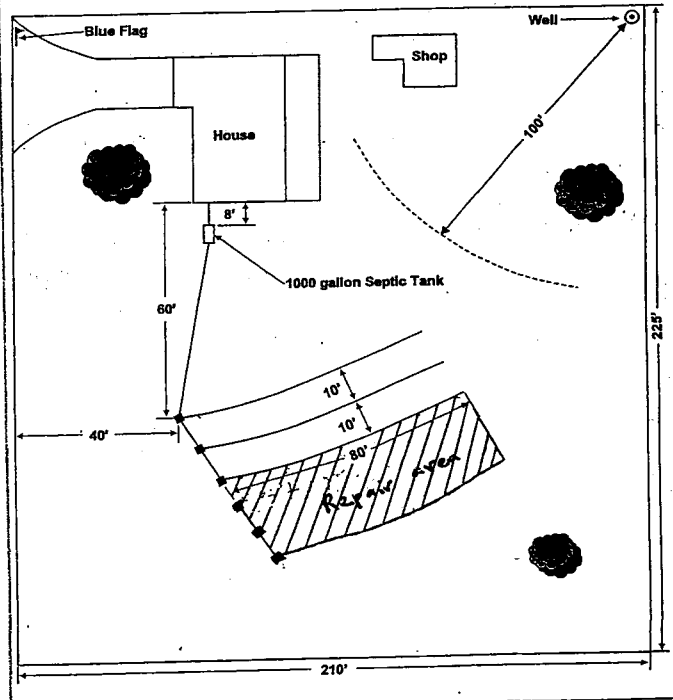 Blue Flag
Well
Shop
100'
House
8'
1000 gallon Septic Tank
60'
225'
10'
40'
10'
80'
Repair area
210'